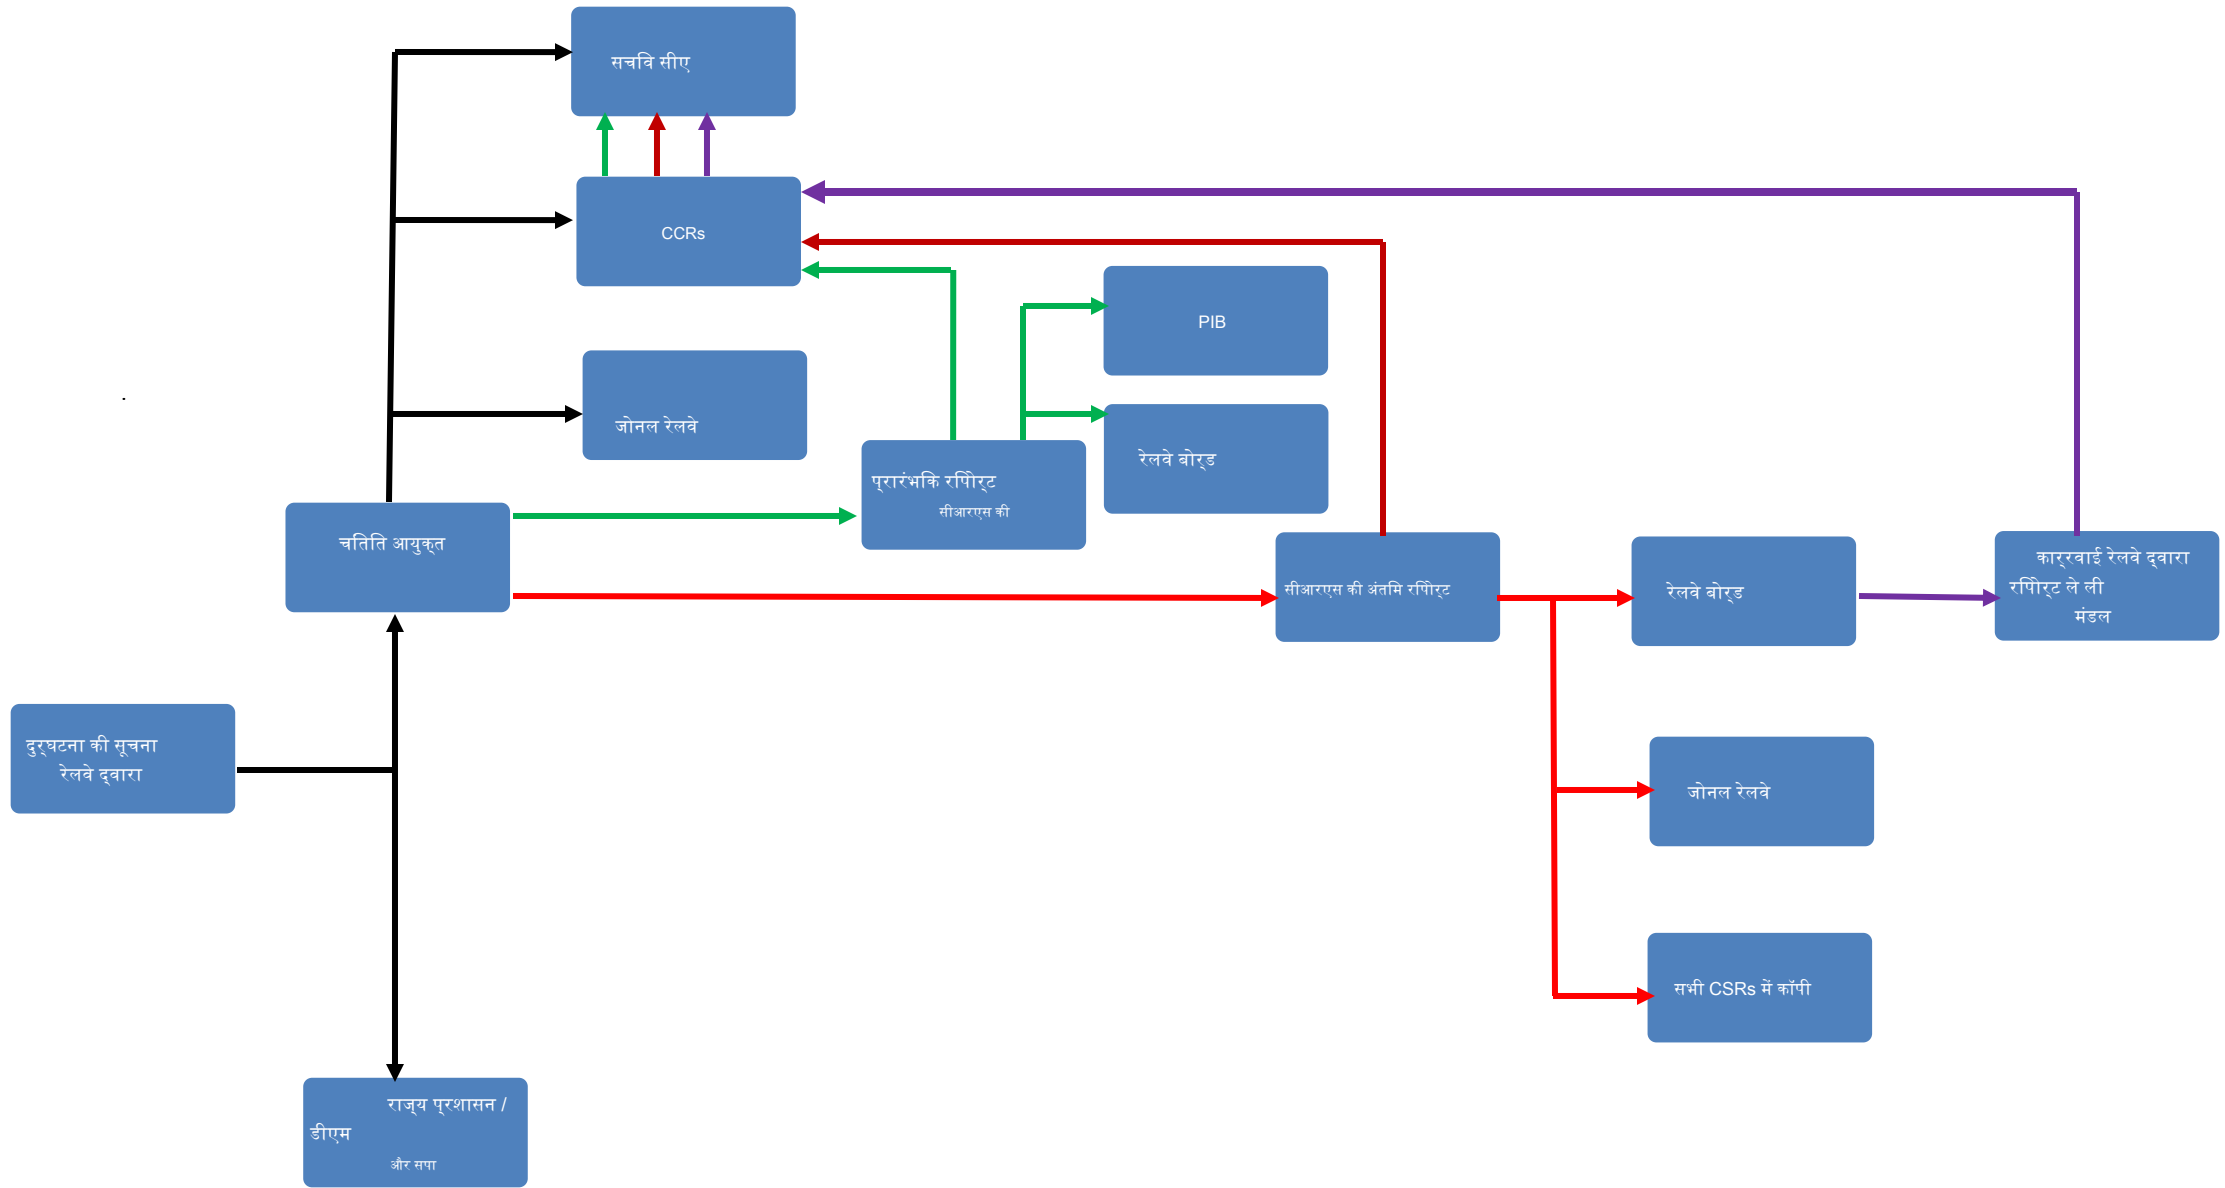 सचवि सीए
CCRs
PIB
जोनल रेलवे
रेलवे बोर्ड
प्रारंभकि रपिोर्ट
सीआरएस की
चतिति आयुक्त
सीआरएस की अंतमि रपिोर्ट
रेलवे बोर्ड
कार्रवाई रेलवे द्वारा
रपिोर्ट ले ली
मंडल
दुर्घटना की सूचना
रेलवे द्वारा
जोनल रेलवे
सभी CSRs में कॉपी
राज्य प्रशासन /
डीएम
और सपा